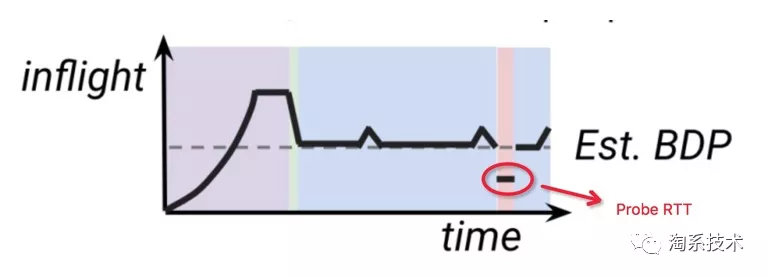 inflight
Est. BDP
Probe RTT
time
淘系技术